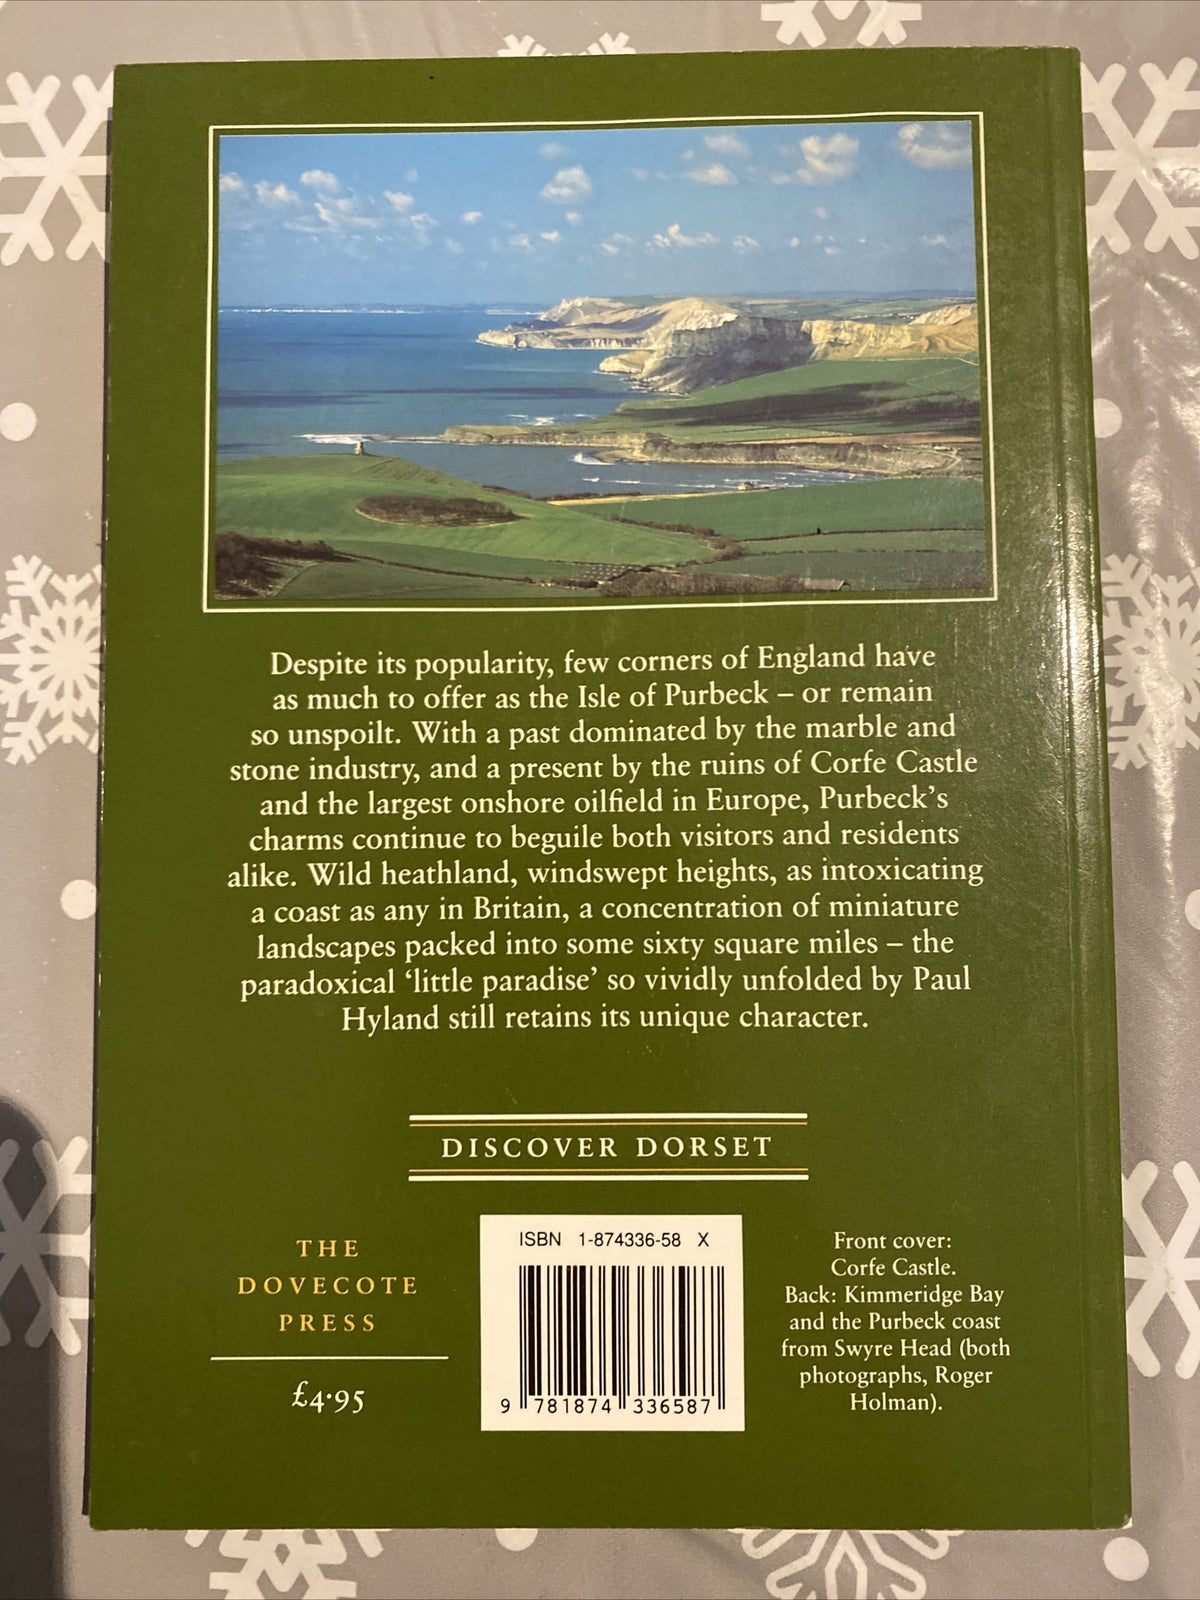 Despite its popularity, few corners of England have
as much to offer as the Isle of Purbeck – or remain
so unspoilt. With a past dominated by the marble and
stone industry, and a present by the ruins of Corfe Castle
and the largest onshore oilfield in Europe, Purbeck's
charms continue to beguile both visitors and residents
alike. Wild heathland, windswept heights, as intoxicating
a coast as any in Britain, a concentration of miniature
landscapes packed into some sixty square miles – the
paradoxical 'little paradise' so vividly unfolded by Paul
Hyland still retains its unique character.
DISCOVER DORSET
THE
DOVECOTE
PRESS
£4·95
ISBN 1-874336-58 X
9 781874 336587
Front cover:
Corfe Castle.
Back: Kimmeridge Bay
and the Purbeck coast
from Swyre Head (both
photographs, Roger
Holman).